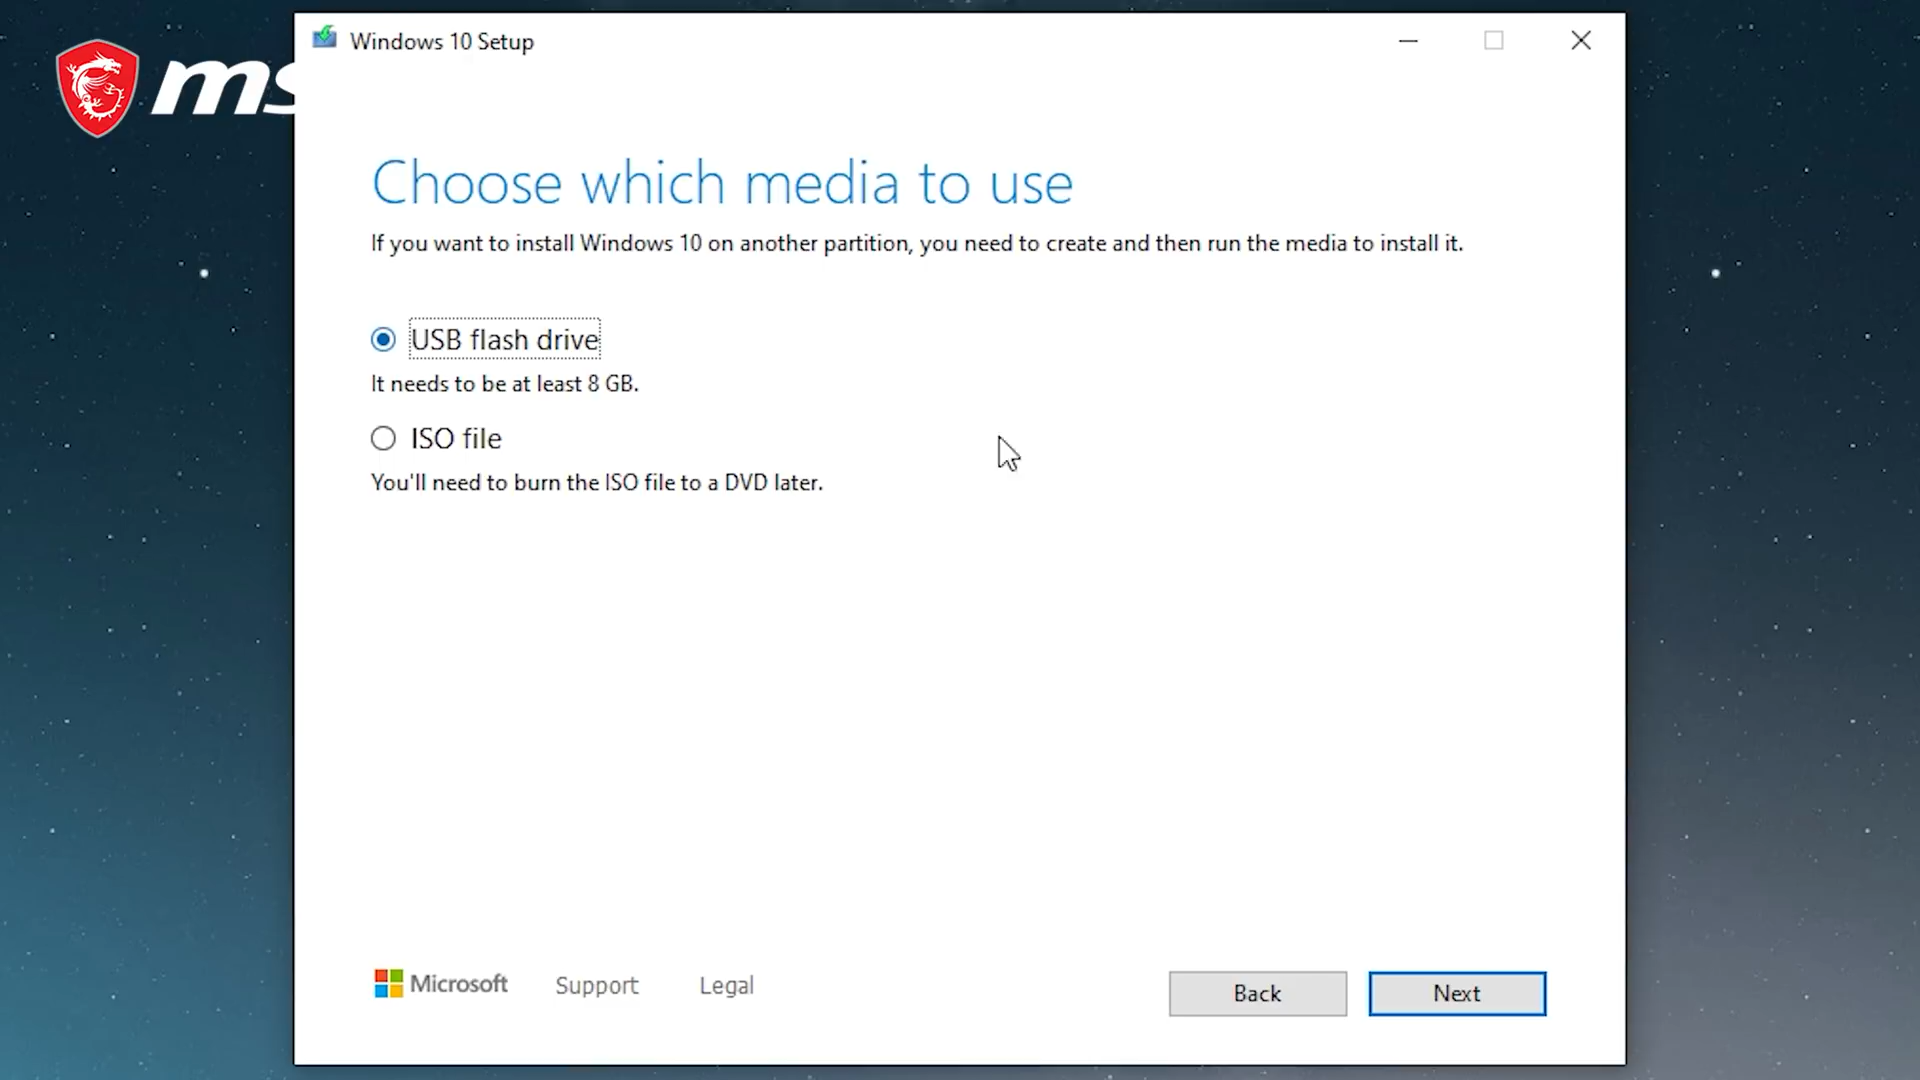 Windows 10 Setup
Choose which media to use
If you want to install Windows 10 on another partition, you need to create and then run the media to install it.
USB flash drive
It needs to be at least 8 GB.
ISO file
You'll need to burn the ISO file to a DVD later.
Microsoft
Support
Legal
Back
Next